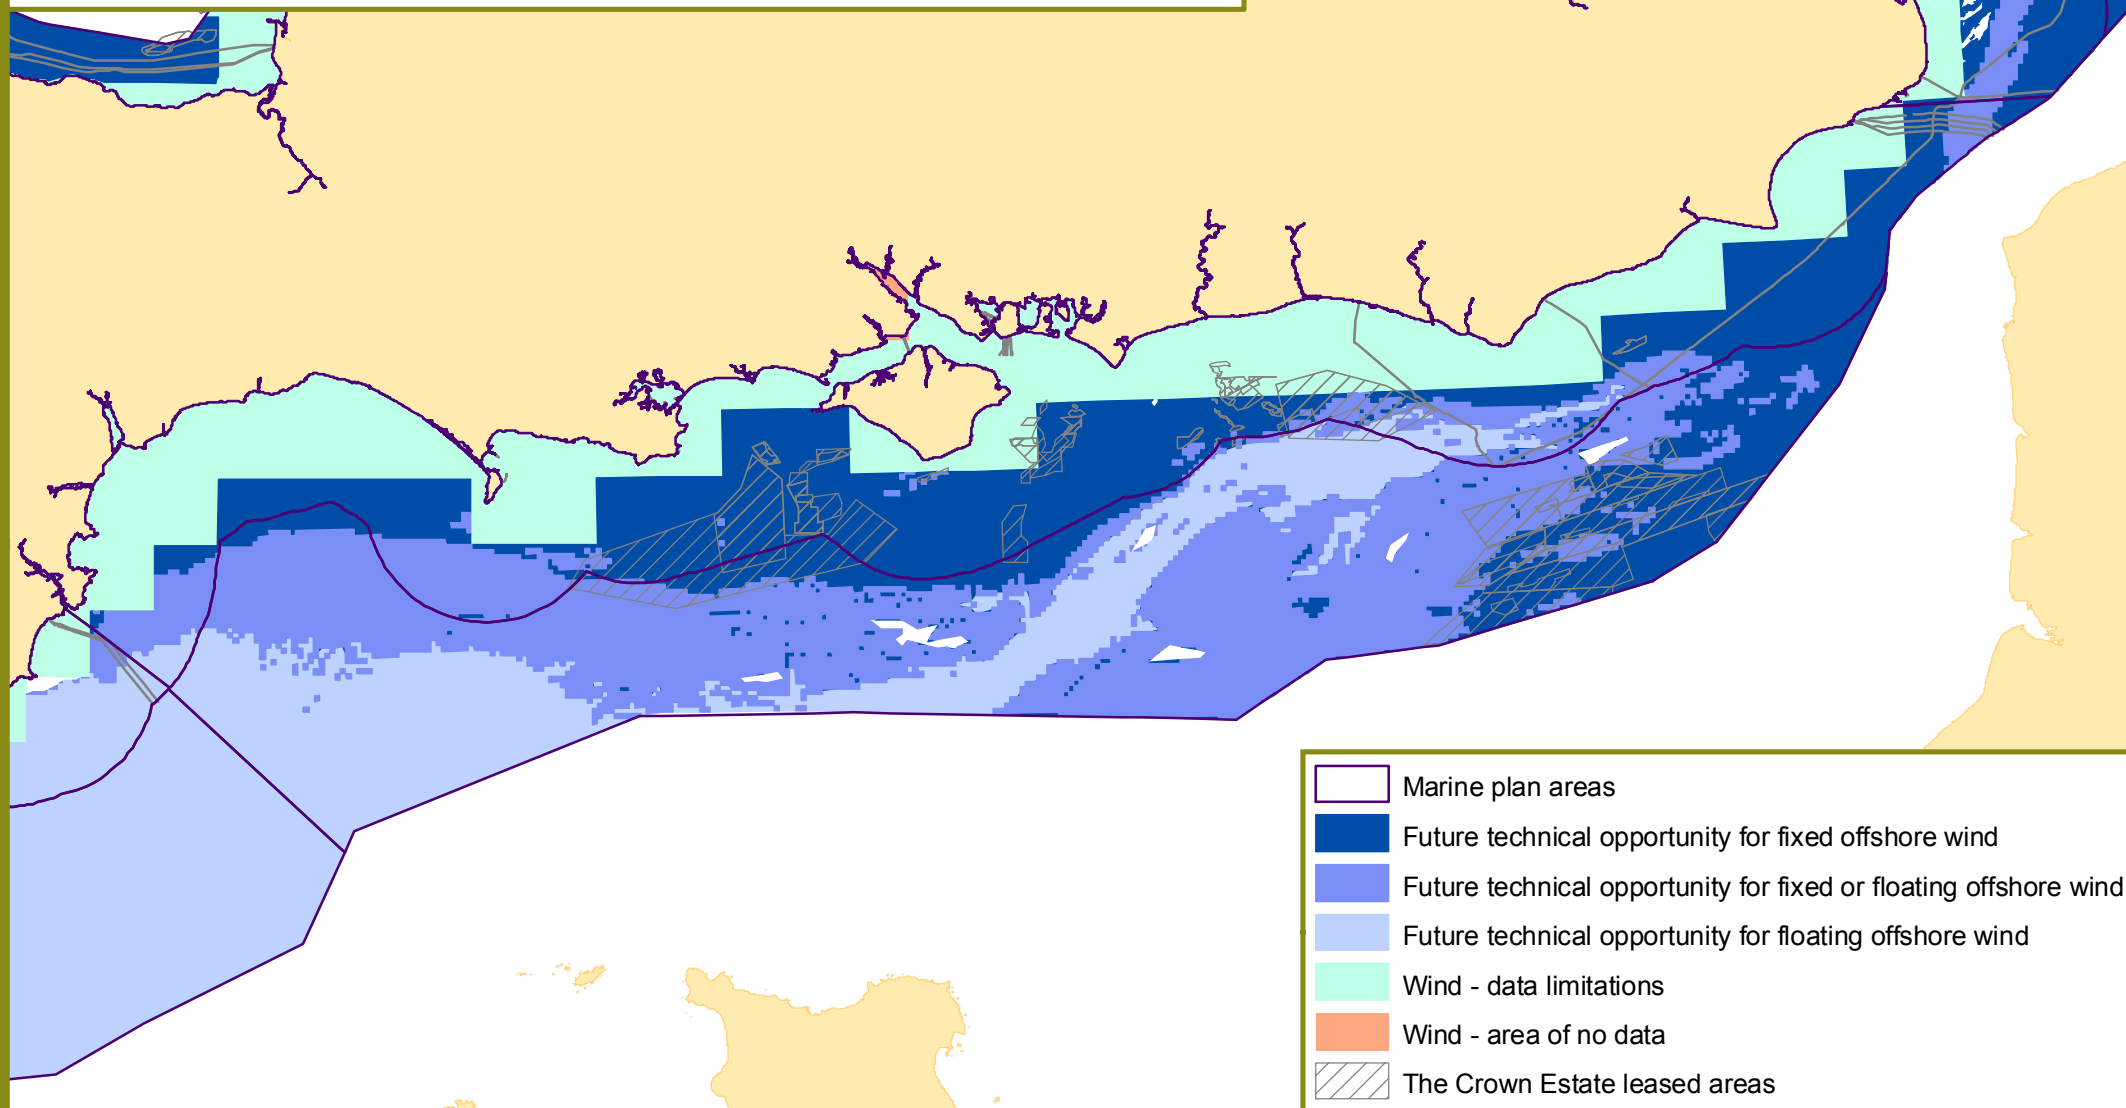 Marine plan areas
Future technical opportunity for fixed offshore wind
Future technical opportunity for fixed or floating offshore wind
Future technical opportunity for floating offshore wind
Wind - data limitations
Wind - area of no data
The Crown Estate leased areas